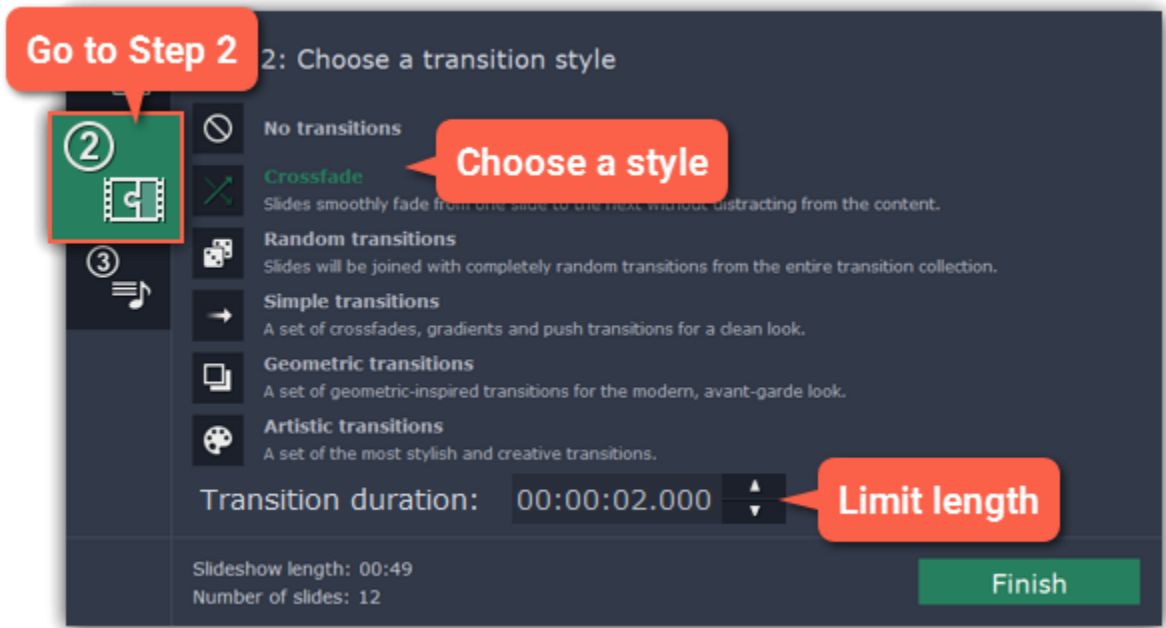 Go to Step 2
2: Choose a transition style
2
No transitions
Choose a style
Crossfade
Slides smoothly fade from one slide to the next without distracting from the content.
3
Random transitions
Slides will be joined with completely random transitions from the entire transition collection.
Simple transitions
A set of crossfades, gradients and push transitions for a clean look.
Geometric transitions
A set of geometric-inspired transitions for the modern, avant-garde look.
Artistic transitions
A set of the most stylish and creative transitions.
Transition duration: 00:00:02.000
Limit length
Slideshow length: 00:49
Number of slides: 12
Finish